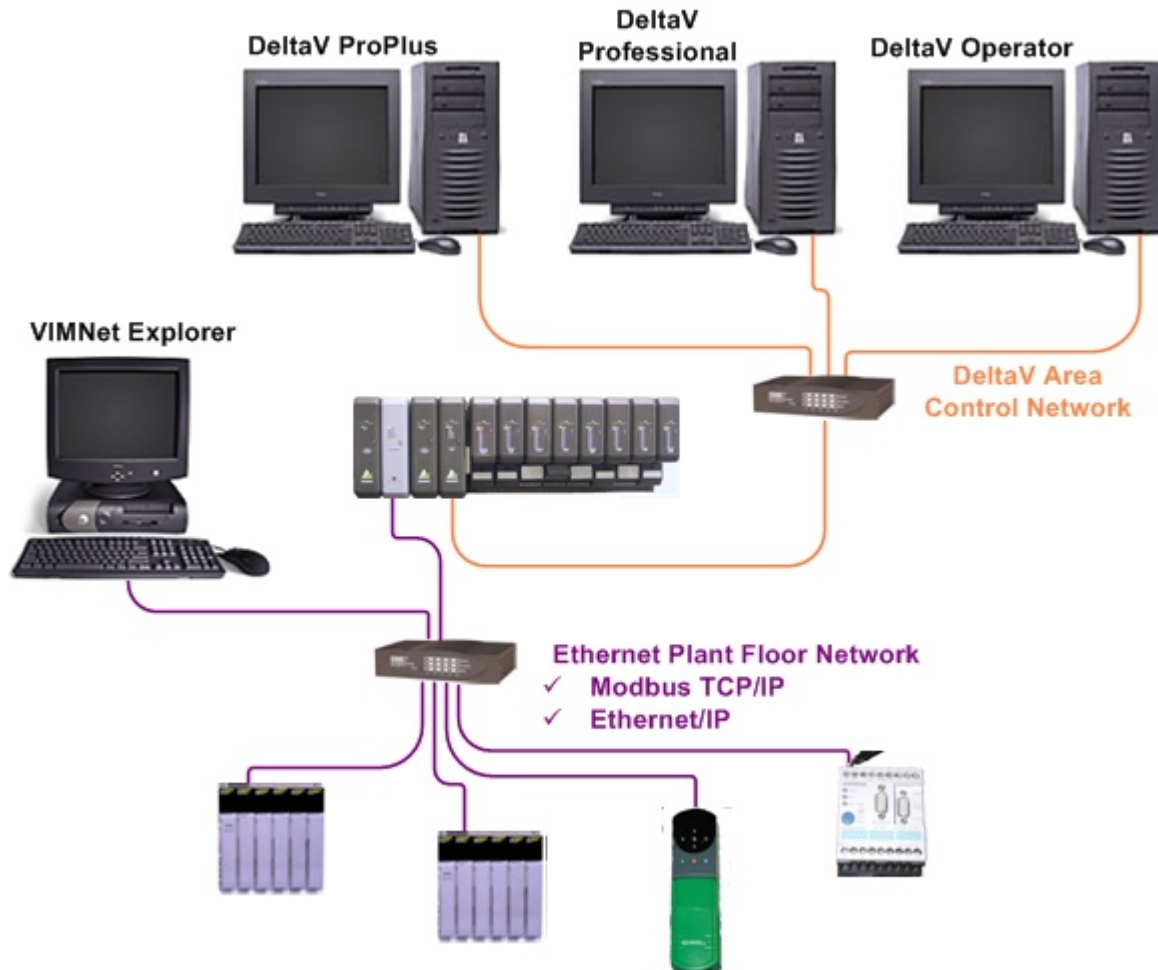 DeltaV ProPlus
DeltaV
Professional
DeltaV Operator
VIMNet Explorer
DeltaV Area
Control Network
Ethernet Plant Floor Network
✓ Modbus TCP/IP
✓ Ethernet/IP